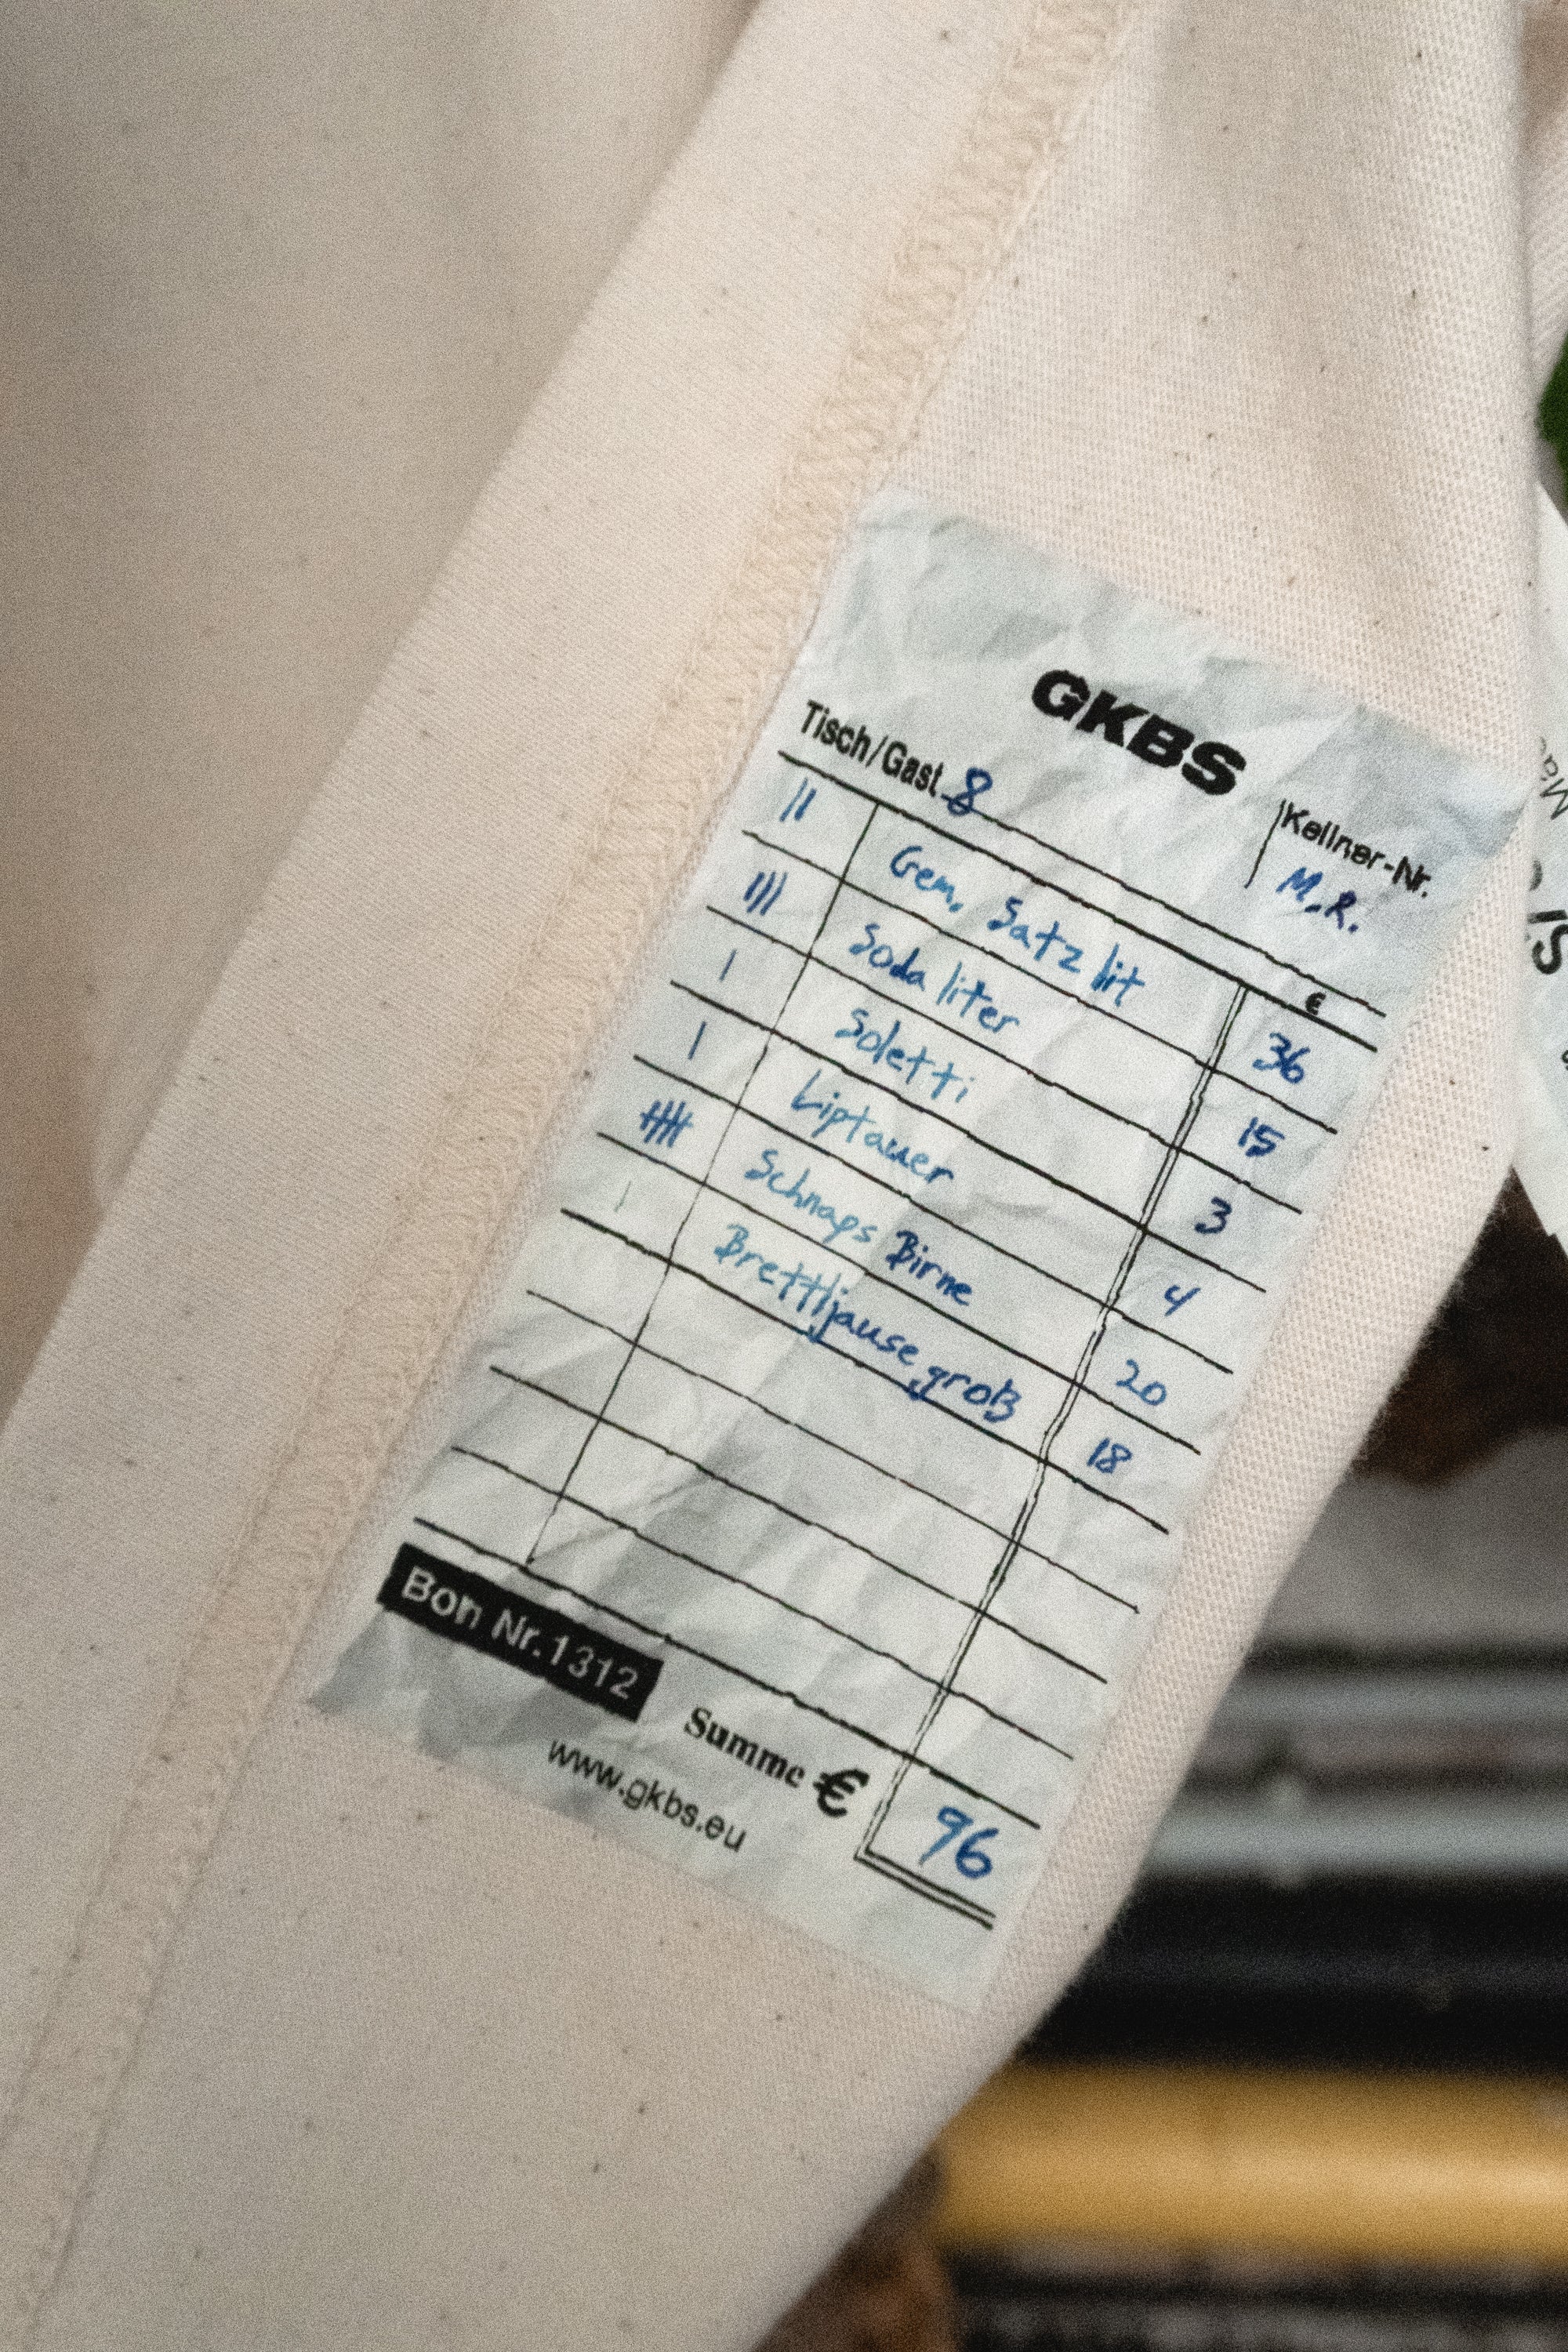 GKBS
Tisch/Gast 8
Kellner-Nr.
M.R.
€
II Gem. Satz lit 36
III Soda liter 15
I Soletti 3
I Liptauer 4
Schnaps Birne 20
I Brettljause groß 18
Bon Nr.1312
Summe € 96
www.gkbs.eu